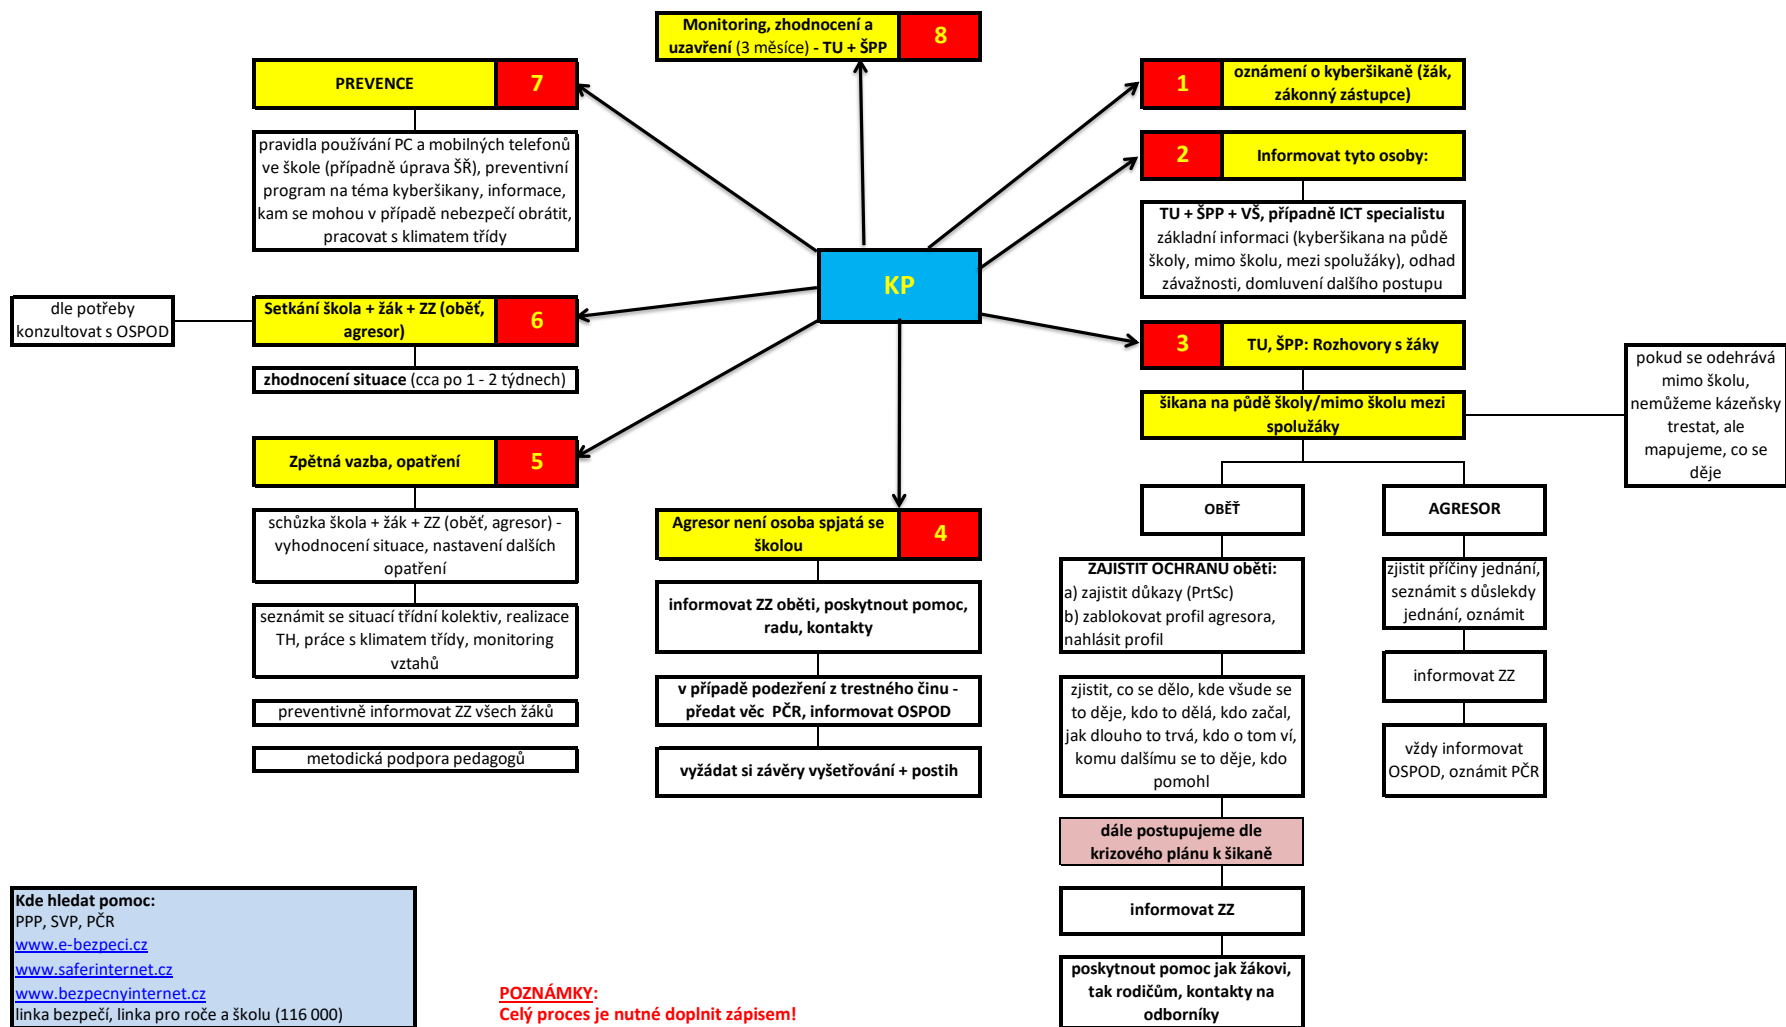 Monitoring, zhodnocení a
uzavření (3 měsíce) - TU + ŠPP
8
PREVENCE
7
pravidla používání PC a mobilných telefonů
ve škole (případně úprava ŠŘ), preventivní
program na téma kyberšikany, informace,
kam se mohou v případě nebezpečí obrátit,
pracovat s klimatem třídy
1
oznámení o kyberšikaně (žák,
zákonný zástupce)
2
Informovat tyto osoby:
TU + ŠPP + VŠ, případně ICT specialistu
základní informaci (kyberšikana na půdě
školy, mimo školu, mezi spolužáky), odhad
závažnosti, domluvení dalšího postupu
KP
dle potřeby
konzultovat s OSPOD
Setkání škola + žák + ZZ (oběť,
agresor)
6
zhodnocení situace (cca po 1 - 2 týdnech)
3
TU, ŠPP: Rozhovory s žáky
šikana na půdě školy/mimo školu mezi
spolužáky
pokud se odehrává
mimo školu,
nemůžeme kázeňsky
trestat, ale
mapujeme, co se
děje
Zpětná vazba, opatření
5
schůzka škola + žák + ZZ (oběť, agresor) -
vyhodnocení situace, nastavení dalších
opatření
seznámit se situací třídní kolektiv, realizace
TH, práce s klimatem třídy, monitoring
vztahů
preventivně informovat ZZ všech žáků
metodická podpora pedagogů
Agresor není osoba spjatá se
školou
4
informovat ZZ oběti, poskytnout pomoc,
radu, kontakty
v případě podezření z trestného činu -
předat věc  PČR, informovat OSPOD
vyžádat si závěry vyšetřování + postih
OBĚŤ
ZAJISTIT OCHRANU oběti:
a) zajistit důkazy (PrtSc)
b) zablokovat profil agresora,
nahlásit profil
zjistit, co se dělo, kde všude se
to děje, kdo to dělá, kdo začal,
jak dlouho to trvá, kdo o tom ví,
komu dalšímu se to děje, kdo
pomohl
dále postupujeme dle
krizového plánu k šikaně
informovat ZZ
poskytnout pomoc jak žákovi,
tak rodičům, kontakty na
odborníky
AGRESOR
zjistit příčiny jednání,
seznámit s důslekdy
jednání, oznámit
informovat ZZ
vždy informovat
OSPOD, oznámit PČR
Kde hledat pomoc:
PPP, SVP, PČR
www.e-bezpeci.cz
www.saferinternet.cz
www.bezpecnyinternet.cz
linka bezpečí, linka pro roče a školu (116 000)
POZNÁMKY:
Celý proces je nutné doplnit zápisem!